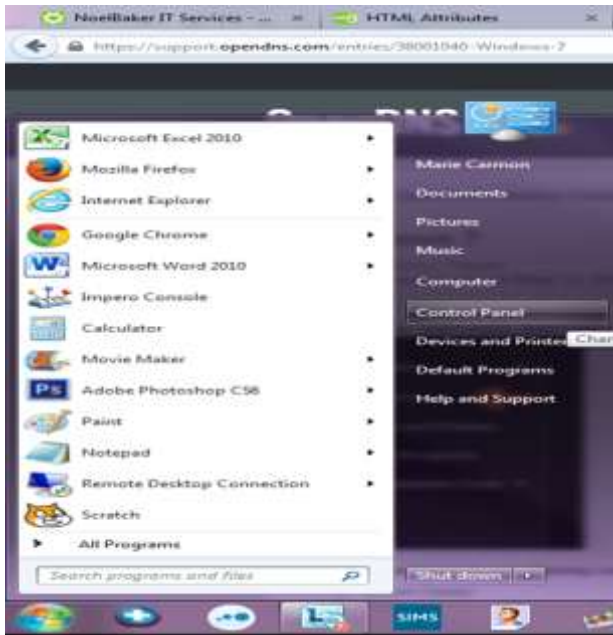 NoelBaker IT Services - ...
HTML Attributes
https://support.opendns.com/entries/38001040-Windows-7
Microsoft Excel 2010
Mozilla Firefox
Internet Explorer
Google Chrome
Microsoft Word 2010
Impero Console
Calculator
Movie Maker
Adobe Photoshop CS6
Paint
Notepad
Remote Desktop Connection
Scratch
All Programs
Search programs and files
Marie Carmon
Documents
Pictures
Music
Computer
Control Panel
Devices and Printe
Default Programs
Help and Support
Shut down
Ps
SIMS